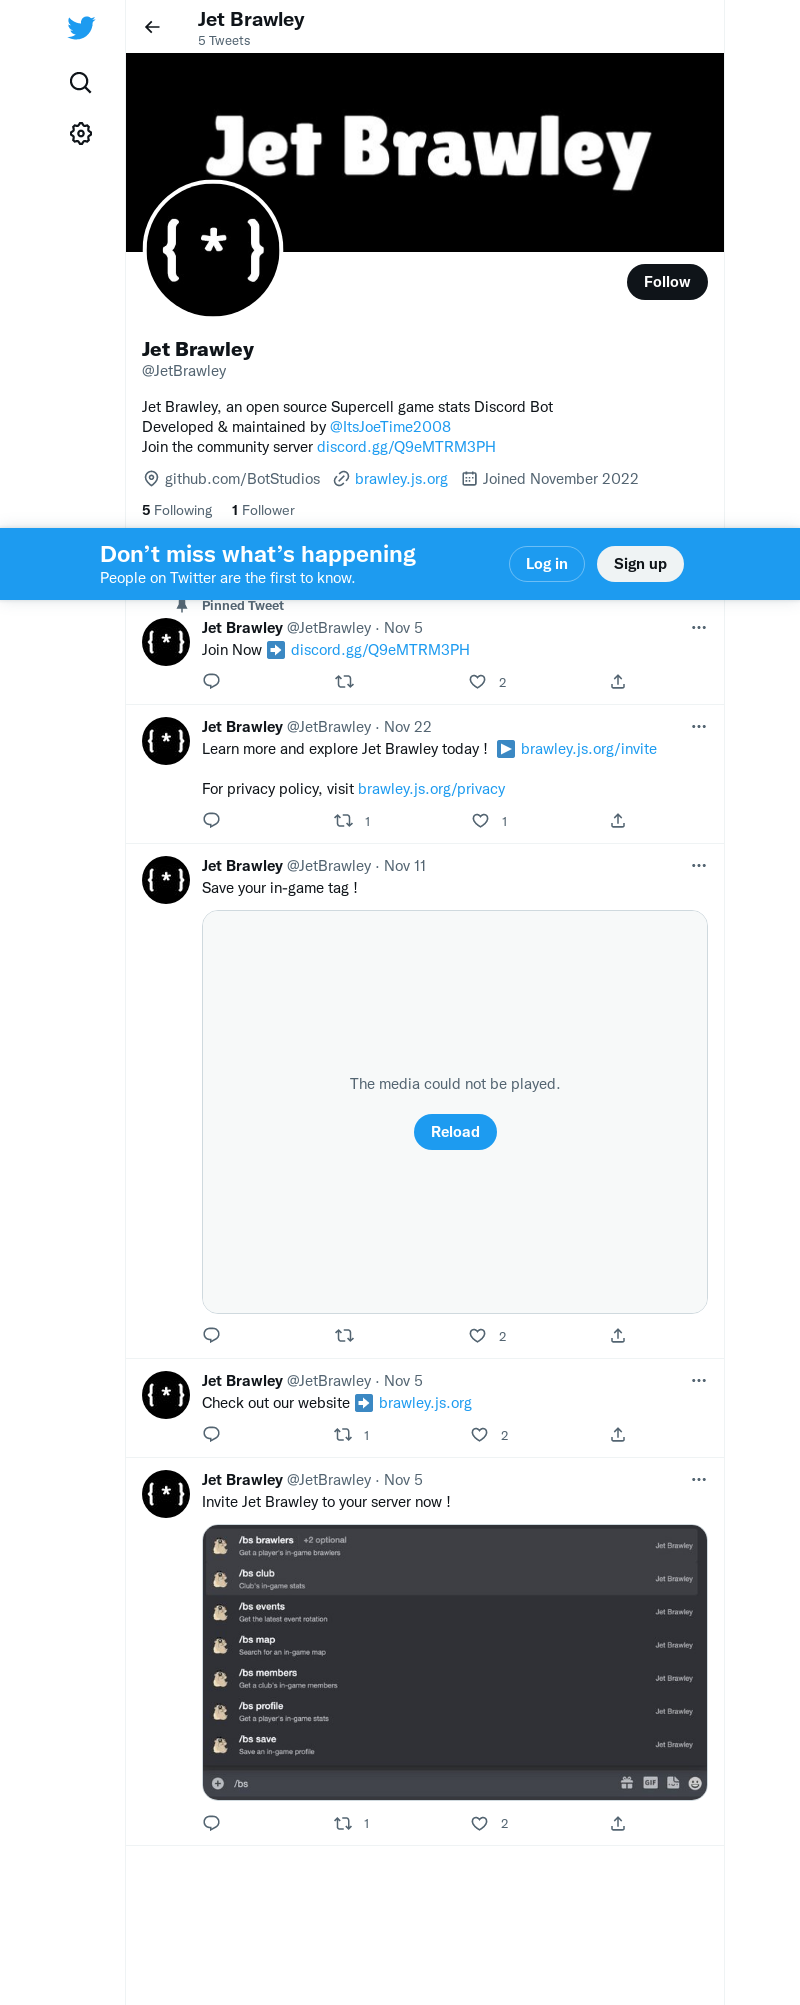 Jet Brawley
5 Tweets
Jet Brawley
{ * }
Follow
Jet Brawley
@JetBrawley
Jet Brawley, an open source Supercell game stats Discord Bot
Developed & maintained by @ItsJoeTime2008
Join the community server discord.gg/Q9eMTRM3PH
github.com/BotStudios brawley.js.org Joined November 2022
5 Following 1 Follower
Don’t miss what’s happening
People on Twitter are the first to know.
Log in
Sign up
Pinned Tweet
{ * }
Jet Brawley @JetBrawley · Nov 5
Join Now ➡️ discord.gg/Q9eMTRM3PH
2
{ * }
Jet Brawley @JetBrawley · Nov 22
Learn more and explore Jet Brawley today ! ▶️ brawley.js.org/invite
For privacy policy, visit brawley.js.org/privacy
1 1
{ * }
Jet Brawley @JetBrawley · Nov 11
Save your in-game tag !
The media could not be played.
Reload
2
{ * }
Jet Brawley @JetBrawley · Nov 5
Check out our website ➡️ brawley.js.org
1 2
{ * }
Jet Brawley @JetBrawley · Nov 5
Invite Jet Brawley to your server now !
/bs brawlers +2 optional
Get a player's in-game brawlers
Jet Brawley
/bs club
Club's in-game stats
Jet Brawley
/bs events
Get the latest event rotation
Jet Brawley
/bs map
Search for an in-game map
Jet Brawley
/bs members
Get a club's in-game members
Jet Brawley
/bs profile
Get a player's in-game stats
Jet Brawley
/bs save
Save an in-game profile
Jet Brawley
/bs
GIF
1 2